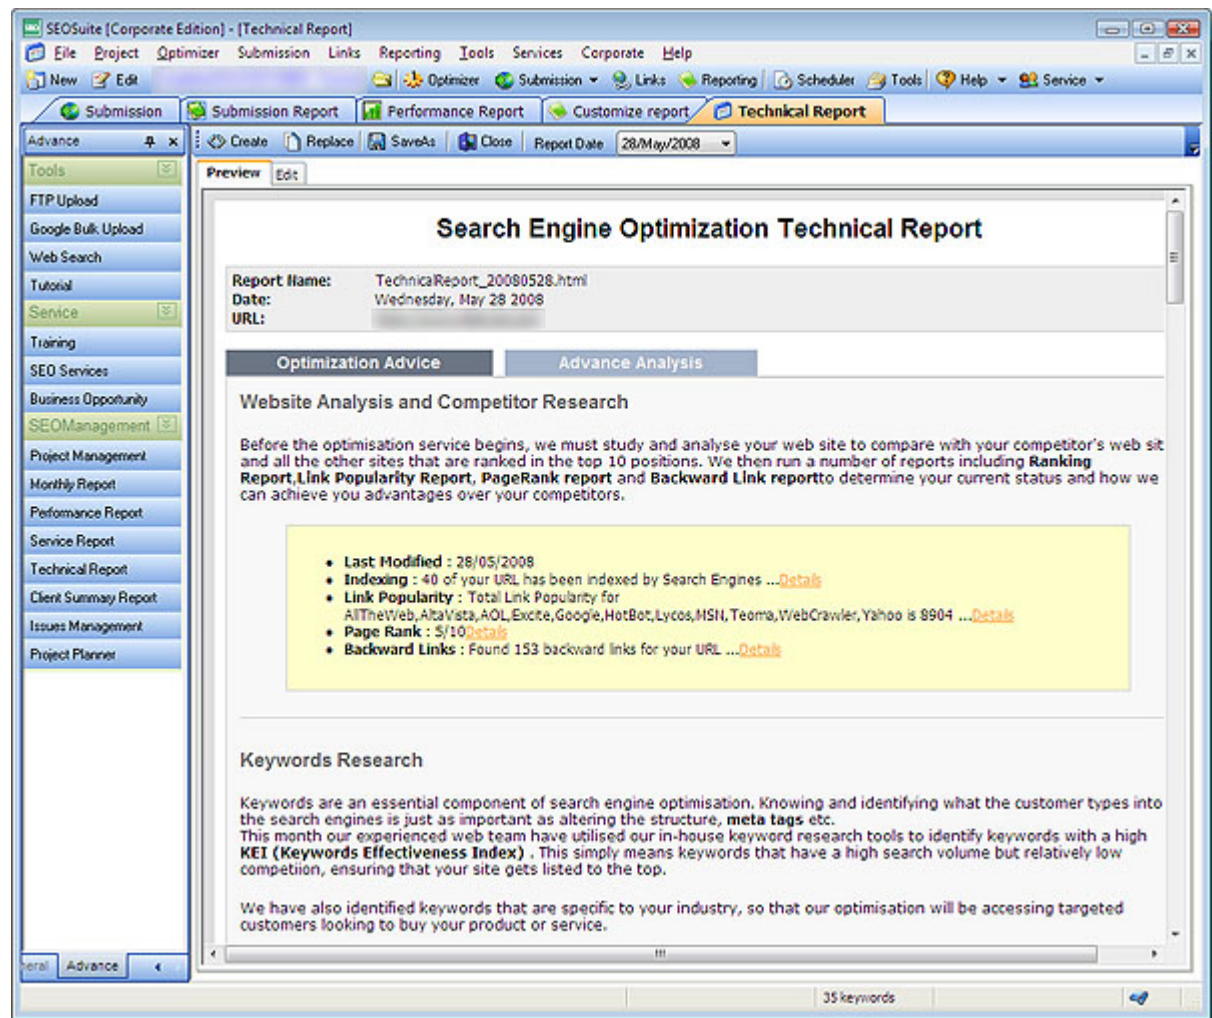 SEOSuite [Corporate Edition] - [Technical Report]
File Project Optimizer Submission Links Reporting Tools Services Corporate Help
New Edit Optimizer Submission Links Reporting Scheduler Tools Help Service
Submission Submission Report Performance Report Customize report Technical Report
Advance Create Replace SaveAs Close Report Date 28/May/2008
Tools
Preview Edit
FTP Upload
Google Bulk Upload
Web Search
Tutorial
Service
Training
SEO Services
Business Opportunity
SEOManagement
Project Management
Monthly Report
Performance Report
Service Report
Technical Report
Client Summary Report
Issues Management
Project Planner
Search Engine Optimization Technical Report
Report Name: TechnicalReport_20080528.html
Date: Wednesday, May 28 2008
URL:
Optimization Advice Advance Analysis
Website Analysis and Competitor Research
Before the optimisation service begins, we must study and analyse your web site to compare with your competitor's web sit
and all the other sites that are ranked in the top 10 positions. We then run a number of reports including Ranking
Report,Link Popularity Report, PageRank report and Backward Link reportto determine your current status and how we
can achieve you advantages over your competitors.
• Last Modified : 28/05/2008
• Indexing : 40 of your URL has been indexed by Search Engines ...Details
• Link Popularity : Total Link Popularity for
AllTheWeb,AltaVista,AOL,Excite,Google,HotBot,Lycos,MSN,Teoma,WebCrawler,Yahoo is 8904 ...Details
• Page Rank : 5/10Details
• Backward Links : Found 153 backward links for your URL ...Details
Keywords Research
Keywords are an essential component of search engine optimisation. Knowing and identifying what the customer types into
the search engines is just as important as altering the structure, meta tags etc.
This month our experienced web team have utilised our in-house keyword research tools to identify keywords with a high
KEI (Keywords Effectiveness Index) . This simply means keywords that have a high search volume but relatively low
competiion, ensuring that your site gets listed to the top.
We have also identified keywords that are specific to your industry, so that our optimisation will be accessing targeted
customers looking to buy your product or service.
neral Advance
35 keywords